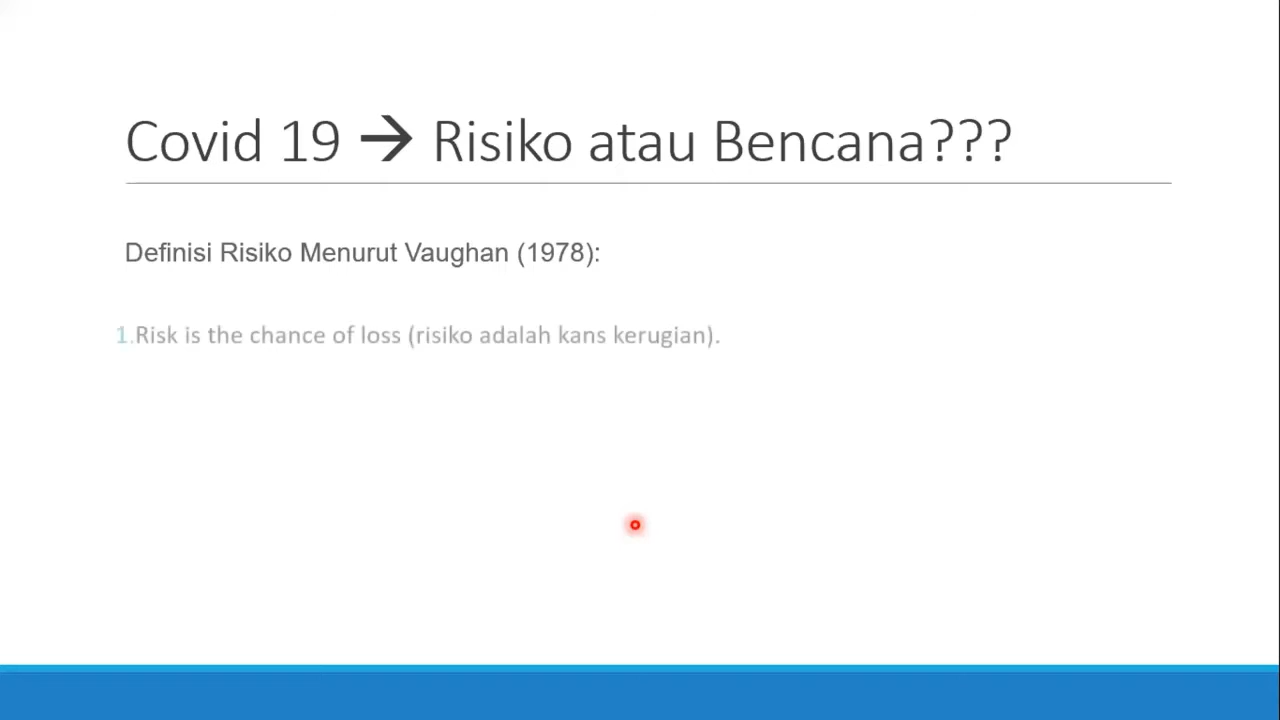 Covid 19 → Risiko atau Bencana???
Definisi Risiko Menurut Vaughan (1978):
1.Risk is the chance of loss (risiko adalah kans kerugian).